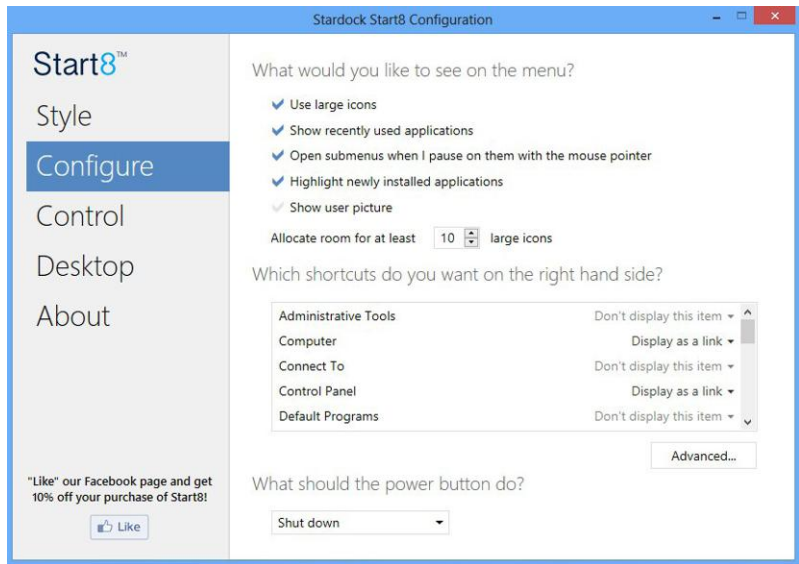 Stardock Start8 Configuration
Start8™
Style
Configure
Control
Desktop
About
"Like" our Facebook page and get
10% off your purchase of Start8!
Like
What would you like to see on the menu?
Use large icons
Show recently used applications
Open submenus when I pause on them with the mouse pointer
Highlight newly installed applications
Show user picture
Allocate room for at least 10 large icons
Which shortcuts do you want on the right hand side?
Administrative Tools Don't display this item
Computer Display as a link
Connect To Don't display this item
Control Panel Display as a link
Default Programs Don't display this item
Advanced...
What should the power button do?
Shut down